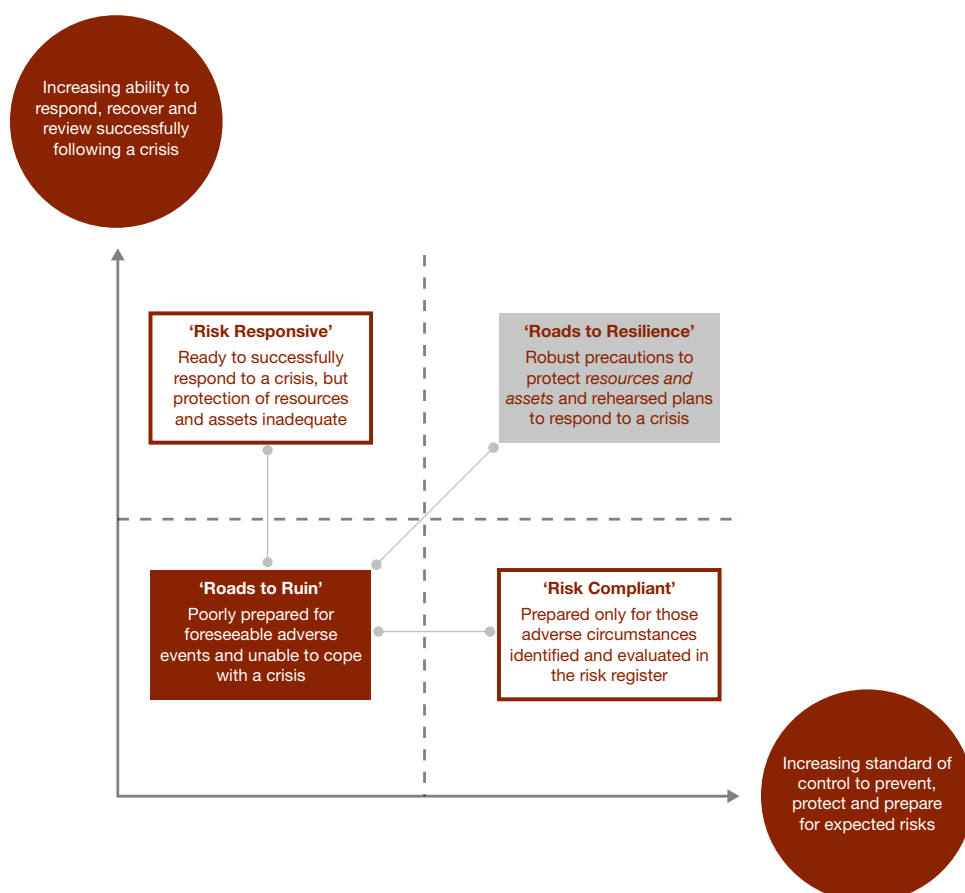 Increasing ability to
respond, recover and
review successfully
following a crisis
‘Risk Responsive’
Ready to successfully
respond to a crisis, but
protection of resources
and assets inadequate
‘Roads to Resilience’
Robust precautions to
protect resources and
assets and rehearsed plans
to respond to a crisis
‘Roads to Ruin’
Poorly prepared for
foreseeable adverse
events and unable to cope
with a crisis
‘Risk Compliant’
Prepared only for those
adverse circumstances
identified and evaluated in
the risk register
Increasing standard of
control to prevent,
protect and prepare
for expected risks